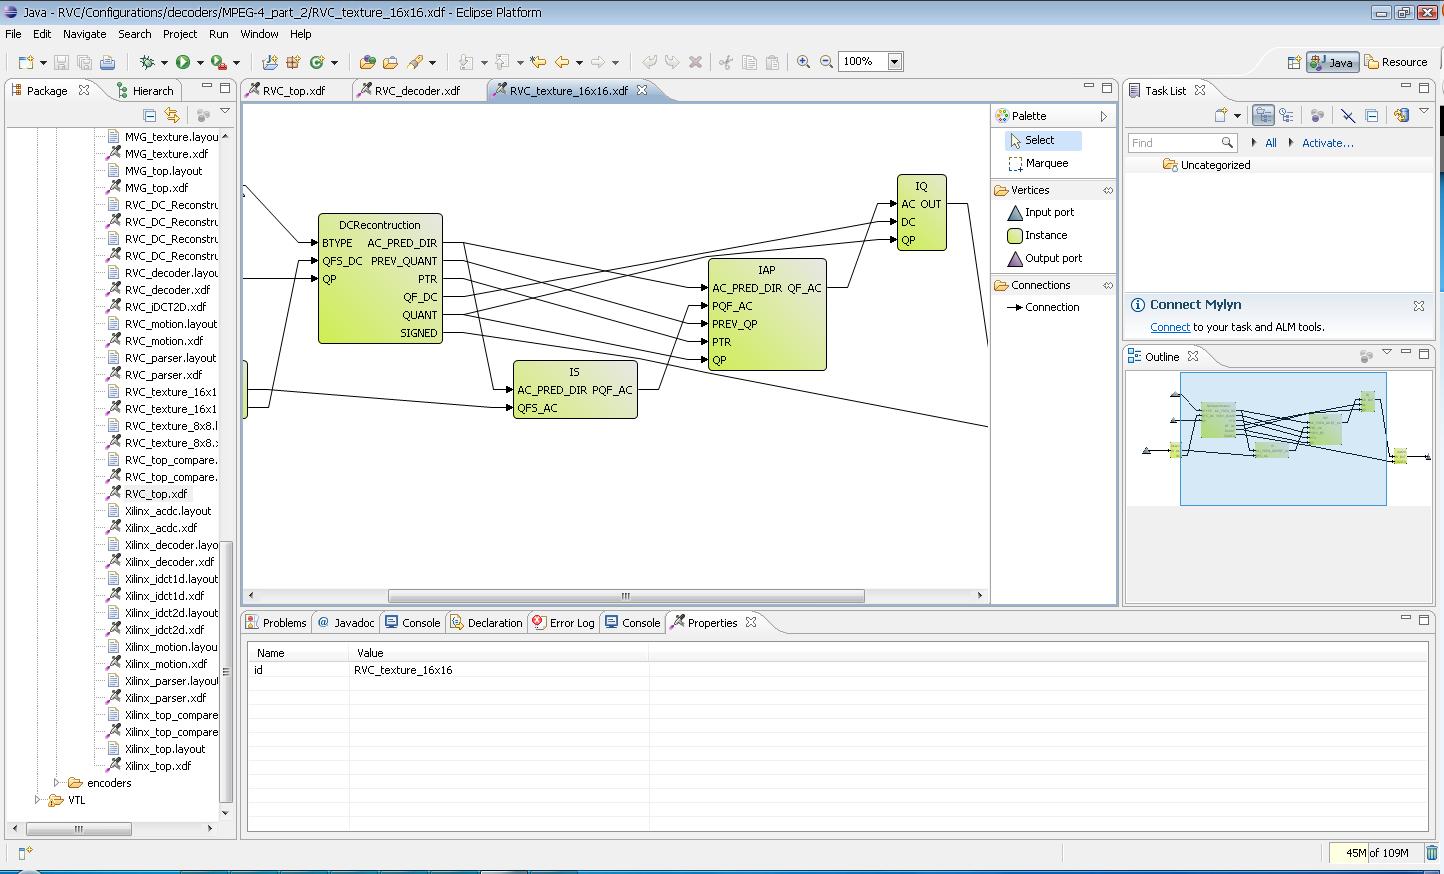 Java - RVC/Configurations/decoders/MPEG-4_part_2/RVC_texture_16x16.xdf - Eclipse Platform
File Edit Navigate Search Project Run Window Help
100%
Java
Resource
Package
Hierarch
MVG_texture.layou
MVG_texture.xdf
MVG_top.layout
MVG_top.xdf
RVC_DC_Reconstru
RVC_DC_Reconstru
RVC_DC_Reconstru
RVC_DC_Reconstru
RVC_decoder.layou
RVC_decoder.xdf
RVC_iDCT2D.xdf
RVC_motion.layout
RVC_motion.xdf
RVC_parser.layout
RVC_parser.xdf
RVC_texture_16x1
RVC_texture_16x1
RVC_texture_8x8.l
RVC_texture_8x8.x
RVC_top_compare.
RVC_top_compare.
RVC_top.xdf
Xilinx_acdc.layout
Xilinx_acdc.xdf
Xilinx_decoder.layo
Xilinx_decoder.xdf
Xilinx_idct1d.layout
Xilinx_idct1d.xdf
Xilinx_idct2d.layout
Xilinx_idct2d.xdf
Xilinx_motion.layou
Xilinx_motion.xdf
Xilinx_parser.layout
Xilinx_parser.xdf
Xilinx_top_compare
Xilinx_top_compare
Xilinx_top.layout
Xilinx_top.xdf
encoders
VTL
RVC_top.xdf
RVC_decoder.xdf
RVC_texture_16x16.xdf
DCRecontruction
BTYPE AC_PRED_DIR
QFS_DC PREV_QUANT
QP PTR
QF_DC
QUANT
SIGNED
IS
AC_PRED_DIR PQF_AC
QFS_AC
IAP
AC_PRED_DIR QF_AC
PQF_AC
PREV_QP
PTR
QP
IQ
AC OUT
DC
QP
Palette
Select
Marquee
Vertices
Input port
Instance
Output port
Connections
Connection
Task List
Find
All
Activate...
Uncategorized
Connect Mylyn
Connect to your task and ALM tools.
Outline
Problems
@ Javadoc
Console
Declaration
Error Log
Console
Properties
Name Value
id RVC_texture_16x16
45M of 109M